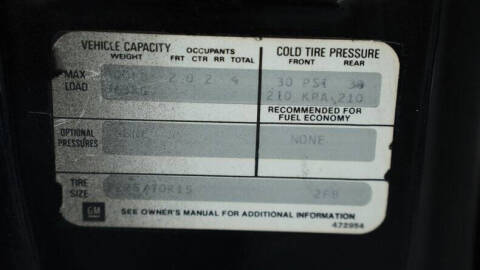 VEHICLE CAPACITY
WEIGHT
OCCUPANTS
FRT CTR RR TOTAL
COLD TIRE PRESSURE
FRONT REAR
MAX LOAD
2 0 2 4
30 PSI 30
210 KPA 210
RECOMMENDED FOR
FUEL ECONOMY
OPTIONAL PRESSURES
NONE
TIRE SIZE
GM
SEE OWNER'S MANUAL FOR ADDITIONAL INFORMATION
472954